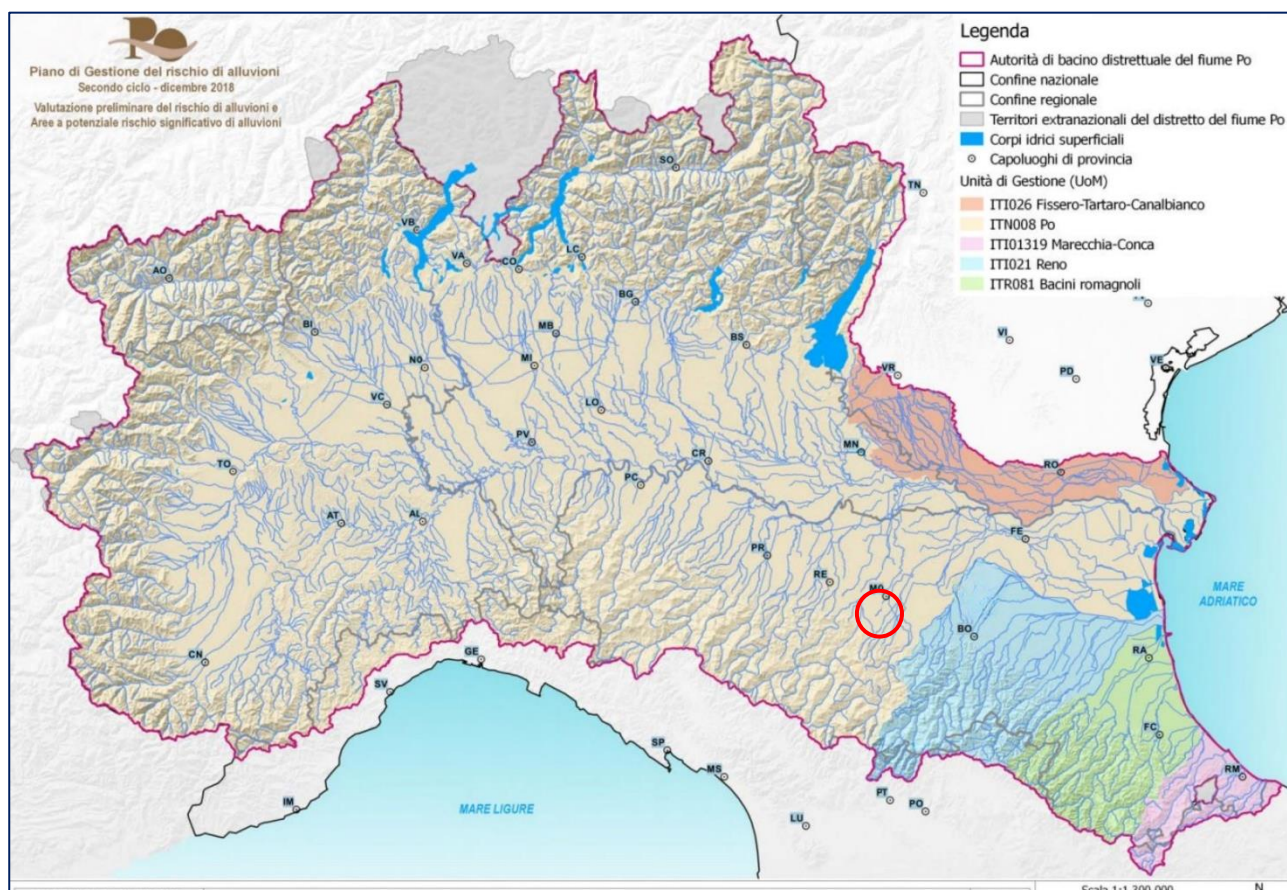 Po
Piano di Gestione del rischio di alluvioni
Secondo ciclo - dicembre 2018
Valutazione preliminare del rischio di alluvioni e
Aree a potenziale rischio significativo di alluvioni
Legenda
Autorità di bacino distrettuale del fiume Po
Confine nazionale
Confine regionale
Territori extranazionali del distretto del fiume Po
Corpi idrici superficiali
Capoluoghi di provincia
Unità di Gestione (UoM)
ITI026 Fissero-Tartaro-Canalbianco
ITN008 Po
ITI01319 Marecchia-Conca
ITI021 Reno
ITR081 Bacini romagnoli
SO
TN
VB
VA
CO
LC
AO
BG
BI
MB
BS
VI
NO
MI
VR
PD
VE
VC
LO
PV
MN
CR
RO
TO
PC
AT
AL
FE
PR
RE
MO
MARE
ADRIATICO
BO
RA
CN
GE
SV
FC
SP
MS
RM
PT
PO
IM
MARE LIGURE
LU
Scala 1:1.300.000
N